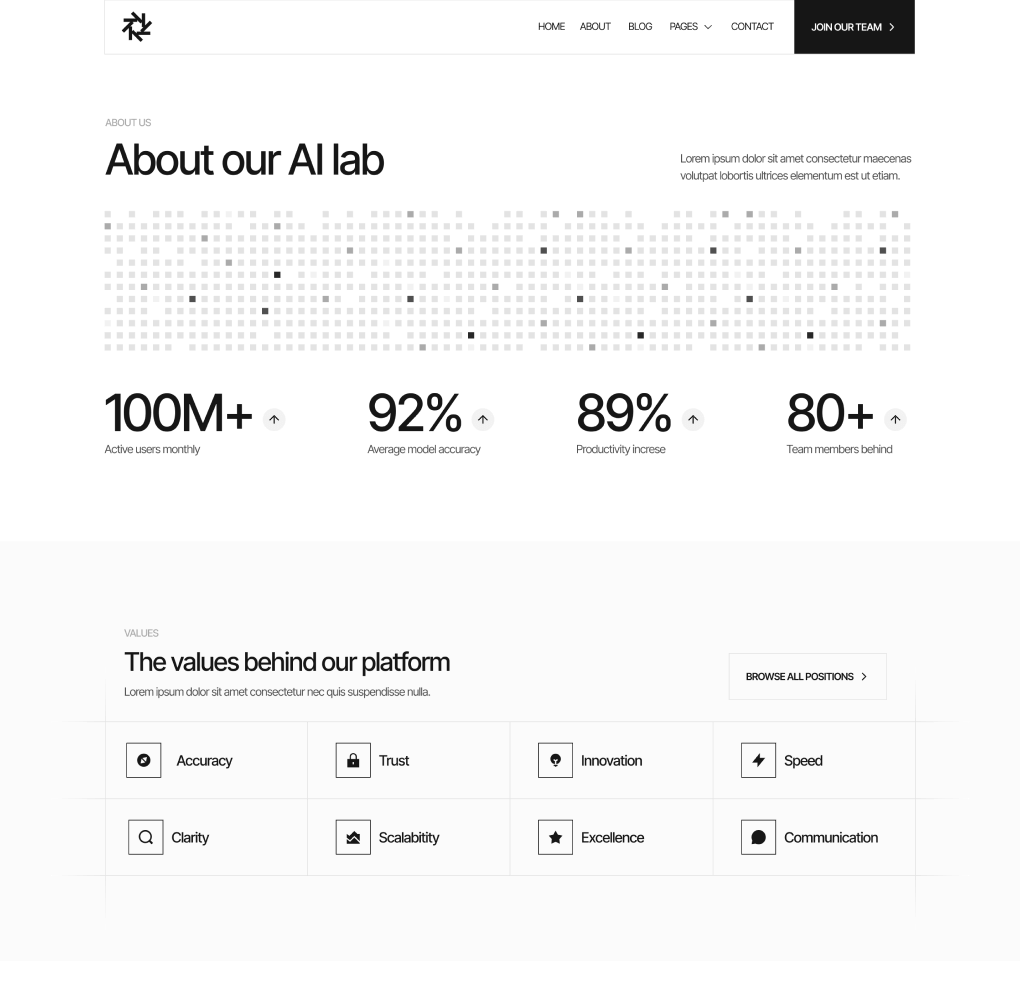 HOME ABOUT BLOG PAGES CONTACT JOIN OUR TEAM
ABOUT US
About our AI lab
Lorem ipsum dolor sit amet consectetur maecenas
volutpat lobortis ultrices elementum est ut etiam.
100M+ 92% 89% 80+
Active users monthly Average model accuracy Productivity increse Team members behind
VALUES
The values behind our platform
Lorem ipsum dolor sit amet consectetur nec quis suspendisse nulla.
BROWSE ALL POSITIONS
Accuracy Trust Innovation Speed
Clarity Scalabitity Excellence Communication